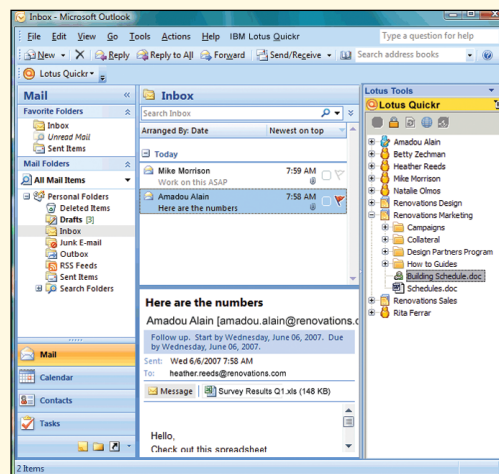 Inbox - Microsoft Outlook
File Edit View Go Tools Actions Help IBM Lotus Quickr
Type a question for help
New Reply Reply to All Forward Send/Receive Search address books
Lotus Quickr
Mail
Favorite Folders
Inbox
Unread Mail
Sent Items
Mail Folders
All Mail Items
Personal Folders
Deleted Items
Drafts [3]
Inbox
Junk E-mail
Outbox
RSS Feeds
Sent Items
Search Folders
Mail
Calendar
Contacts
Tasks
Inbox
Search Inbox
Arranged By: Date Newest on top
Today
Mike Morrison 7:59 AM
Work on this ASAP
Amadou Alain 7:58 AM
Here are the numbers
Here are the numbers
Amadou Alain [amadou.alain@renovations.c
Follow up. Start by Wednesday, June 06, 2007. Due
by Wednesday, June 06, 2007.
Sent: Wed 6/6/2007 7:58 AM
To: heather.reeds@renovations.com
Message Survey Results Q1.xls (148 KB)
Hello,
Check out this spreadsheet
Lotus Tools
Lotus Quickr
Amadou Alain
Betty Zechman
Heather Reeds
Mike Morrison
Natalie Olmos
Renovations Design
Renovations Marketing
Campaigns
Collateral
Design Partners Program
How to Guides
Building Schedule.doc
Schedules.doc
Renovations Sales
Rita Ferrar
2 Items